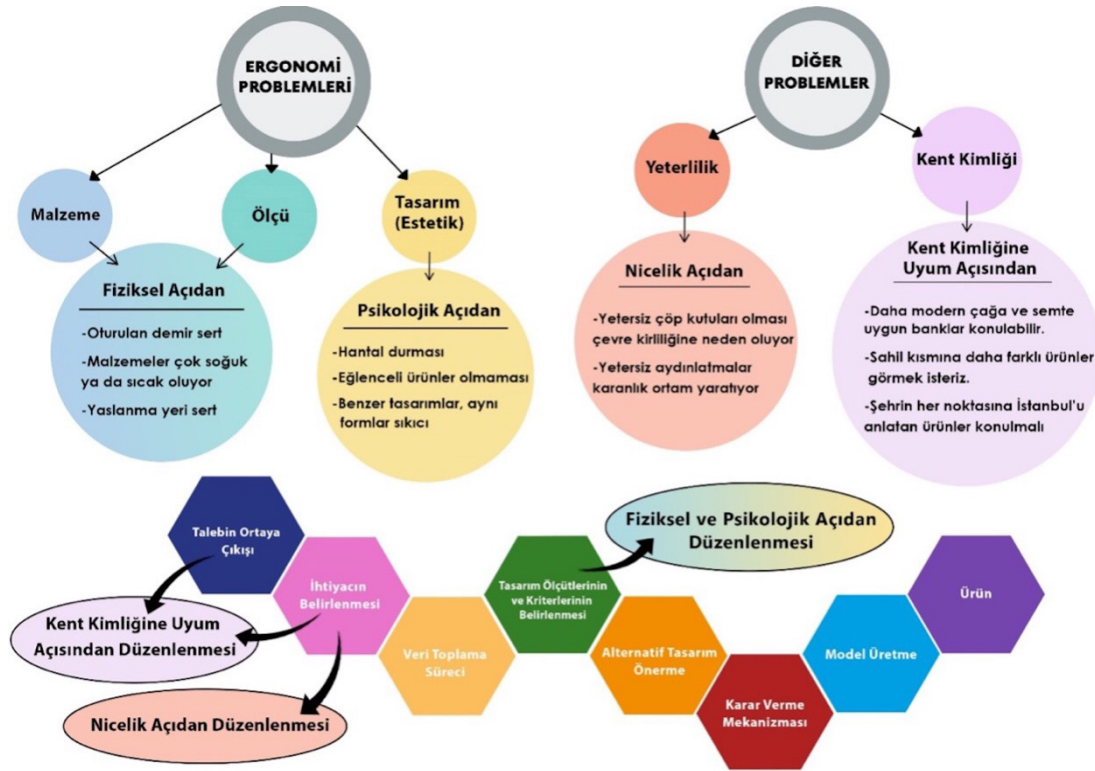 ERGONOMİ
PROBLEMLERİ
Malzeme
Ölçü
Tasarım
(Estetik)
Fiziksel Açıdan
-Oturulan demir sert
-Malzemeler çok soğuk
ya da sıcak oluyor
-Yaslanma yeri sert
Psikolojik Açıdan
-Hantal durması
-Eğlenceli ürünler olmaması
-Benzer tasarımlar, aynı
formlar sıkıcı
DİĞER
PROBLEMLER
Yeterlilik
Kent Kimliği
Nicelik Açıdan
-Yetersiz çöp kutuları olması
çevre kirliliğine neden oluyor
-Yetersiz aydınlatmalar
karanlık ortam yaratıyor
Kent Kimliğine
Uyum Açısından
-Daha modern çağa ve semte
uygun banklar konulabilir.
-Sahil kısmına daha farklı ürünler
görmek isteriz.
-Şehrin her noktasına İstanbul'u
anlatan ürünler konulmalı
Talebin Ortaya
Çıkışı
İhtiyacın
Belirlenmesi
Veri Toplama
Süreci
Tasarım Ölçütlerinin
ve Kriterlerinin
Belirlenmesi
Alternatif Tasarım
Önerme
Karar Verme
Mekanizması
Model Üretme
Ürün
Kent Kimliğine Uyum
Açısından Düzenlenmesi
Nicelik Açıdan Düzenlenmesi
Fiziksel ve Psikolojik Açıdan
Düzenlenmesi